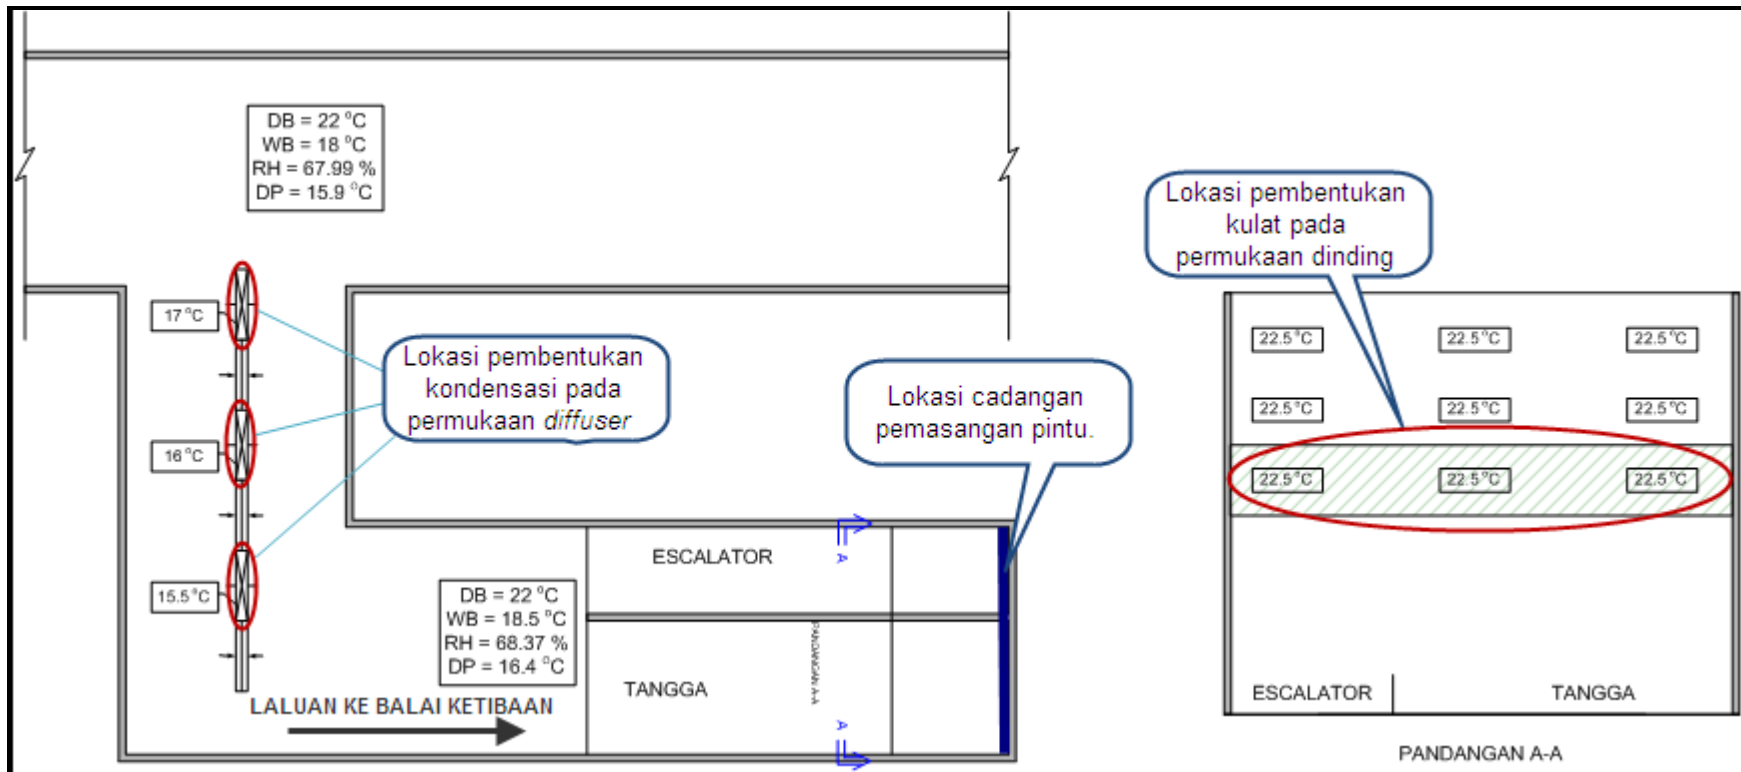 DB = 22 °C
WB = 18 °C
RH = 67.99 %
DP = 15.9 °C
17 °C
16 °C
15.5 °C
Lokasi pembentukan
kondensasi pada
permukaan diffuser
Lokasi cadangan
pemasangan pintu.
DB = 22 °C
WB = 18.5 °C
RH = 68.37 %
DP = 16.4 °C
ESCALATOR
TANGGA
PANDANGAN A-A
A
A
LALUAN KE BALAI KETIBAAN
Lokasi pembentukan
kulat pada
permukaan dinding
22.5 °C 22.5 °C 22.5 °C
22.5 °C 22.5 °C 22.5 °C
22.5 °C 22.5 °C 22.5 °C
ESCALATOR TANGGA
PANDANGAN A-A